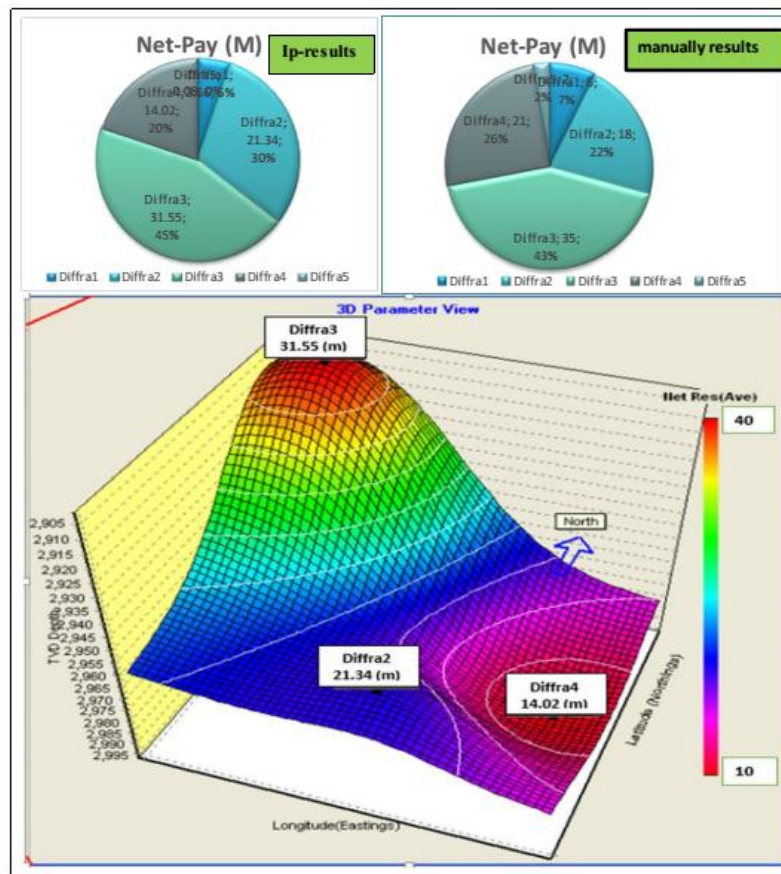 Net-Pay (M)
Ip-results
Diffra2;
21.34;
30%
14.02;
20%
Diffra3;
31.55;
45%
Diffra1
Diffra2
Diffra3
Diffra4
Diffra5
Net-Pay (M)
manually results
2%
Diffra1; 6;
7%
Diffra2; 18;
22%
Diffra4; 21;
26%
Diffra3; 35;
43%
Diffra1
Diffra2
Diffra3
Diffra4
Diffra5
3D Parameter View
Diffra3
31.55 (m)
Net Res(Ave)
40
10
North
Diffra2
21.34 (m)
Diffra4
14.02 (m)
2,905
2,910
2,915
2,920
2,925
2,930
2,935
2,940
2,945
2,950
2,955
2,960
2,965
2,970
2,975
2,980
2,985
2,990
2,995
TVD Depth
Longitude(Eastings)
Latitude (Northings)